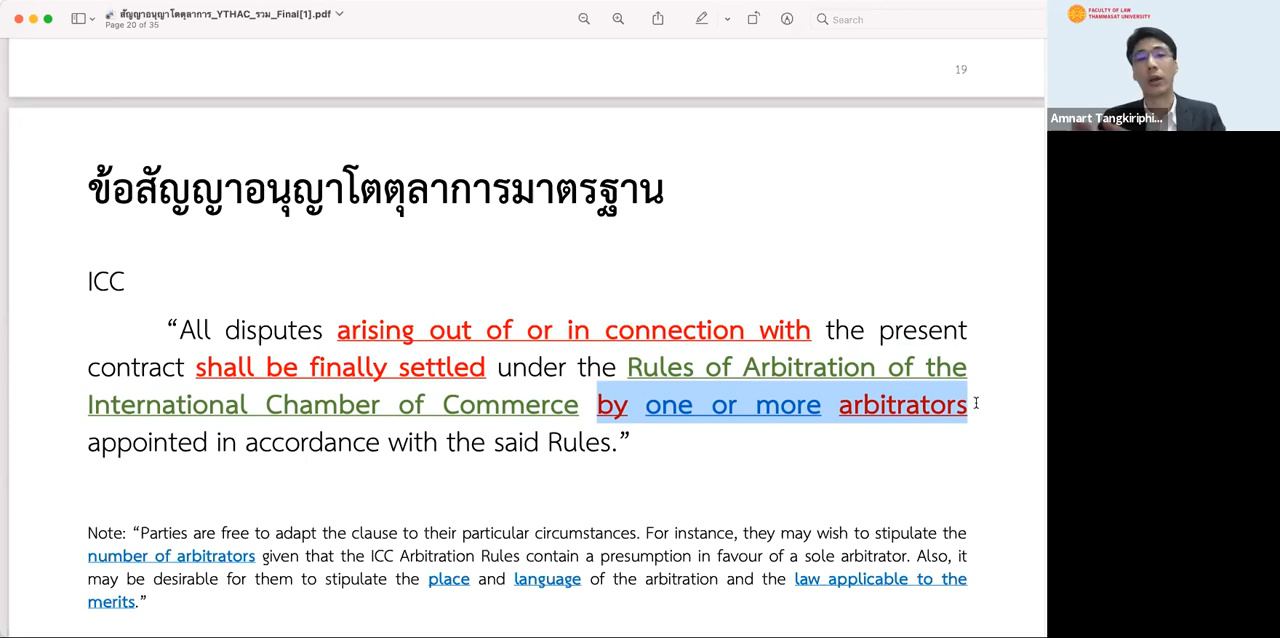 สัญญาอนุญาโตตุลาการ_YTHAC_รวม_Final[1].pdf
Page 20 of 35
Search
FACULTY OF LAW
THAMMASAT UNIVERSITY
Amnart Tangkiriphi...
19
ข้อสัญญาอนุญาโตตุลาการมาตรฐาน
ICC
“All disputes arising out of or in connection with the present
contract shall be finally settled under the Rules of Arbitration of the
International Chamber of Commerce by one or more arbitrators
appointed in accordance with the said Rules.”
Note: “Parties are free to adapt the clause to their particular circumstances. For instance, they may wish to stipulate the
number of arbitrators given that the ICC Arbitration Rules contain a presumption in favour of a sole arbitrator. Also, it
may be desirable for them to stipulate the place and language of the arbitration and the law applicable to the
merits.”